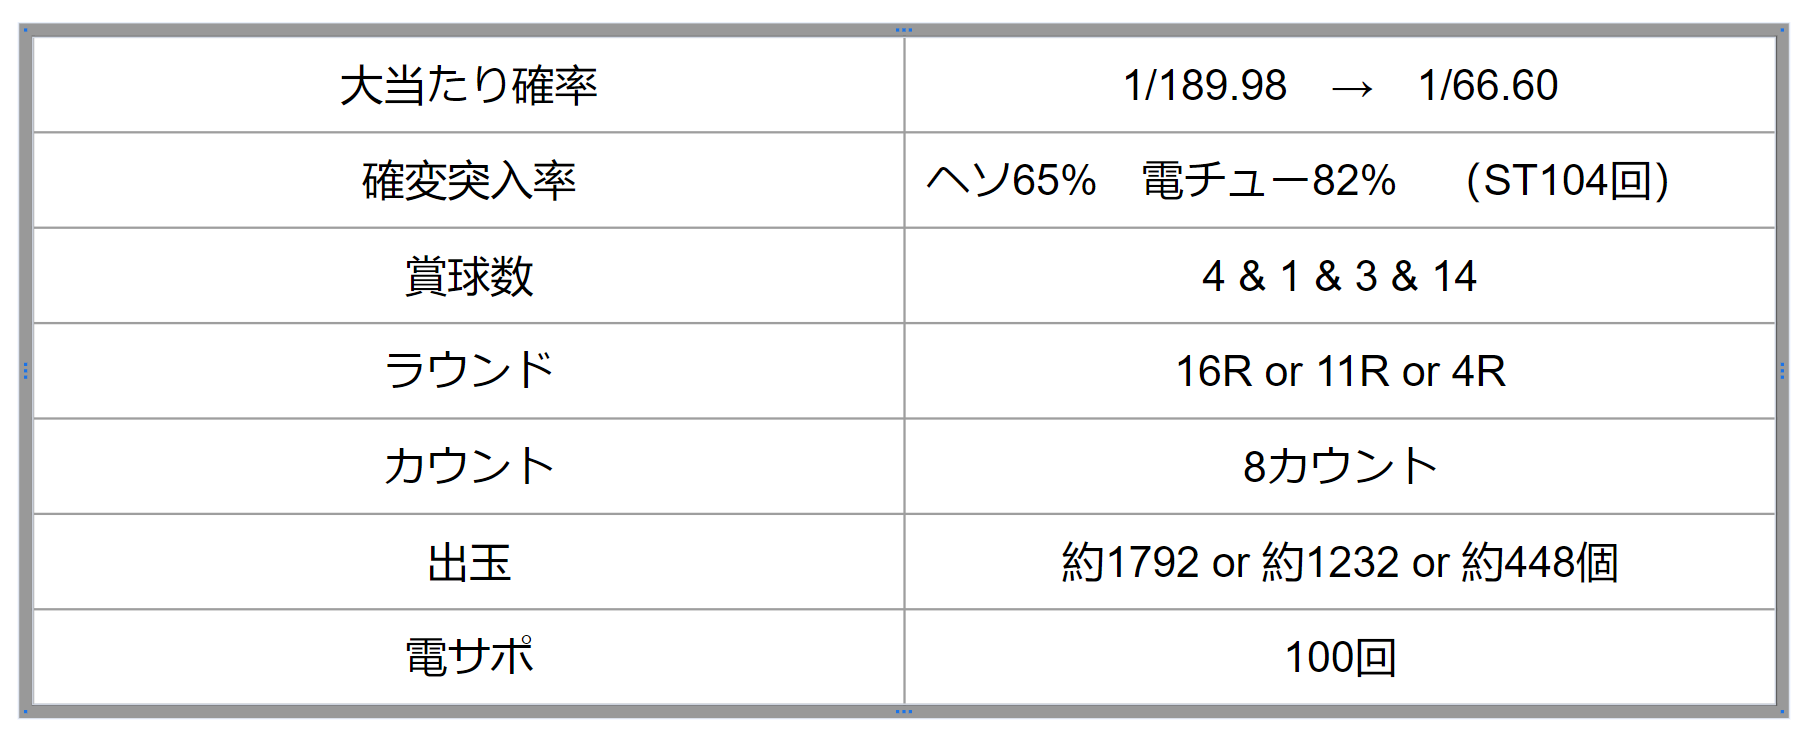 大当たり確率 1/189.98 → 1/66.60
確変突入率 ヘソ65% 電チュー82% (ST104回)
賞球数 4 & 1 & 3 & 14
ラウンド 16R or 11R or 4R
カウント 8カウント
出玉 約1792 or 約1232 or 約448個
電サポ 100回